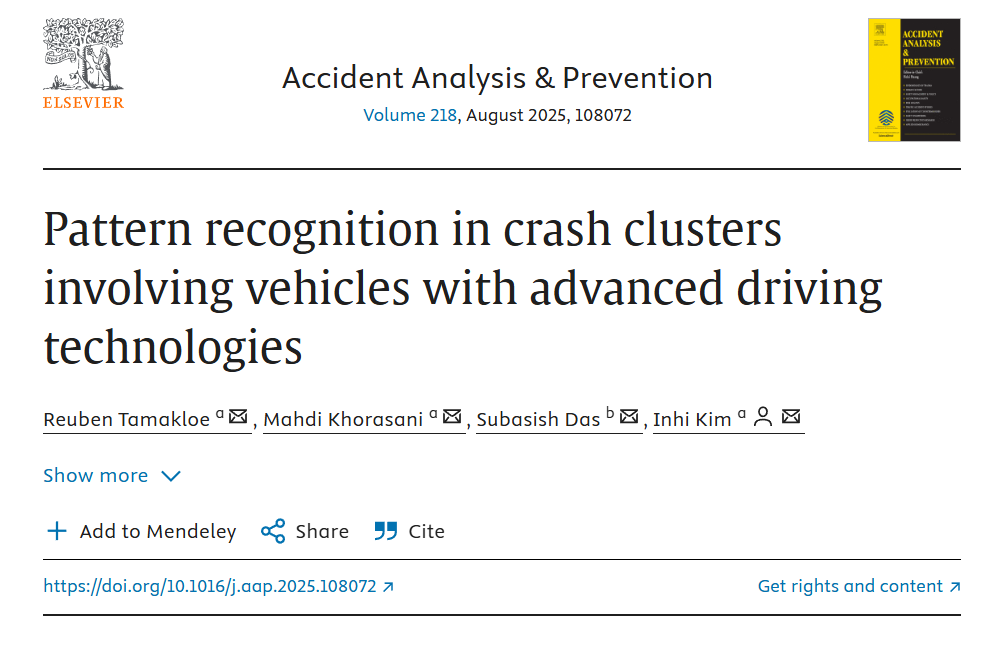 ELSEVIER
Accident Analysis & Prevention
Volume 218, August 2025, 108072
ACCIDENT
ANALYSIS
&
PREVENTION
Pattern recognition in crash clusters
involving vehicles with advanced driving
technologies
Reuben Tamakloe a, Mahdi Khorasani a, Subasish Das b, Inhi Kim a
Show more
Add to Mendeley Share Cite
https://doi.org/10.1016/j.aap.2025.108072
Get rights and content